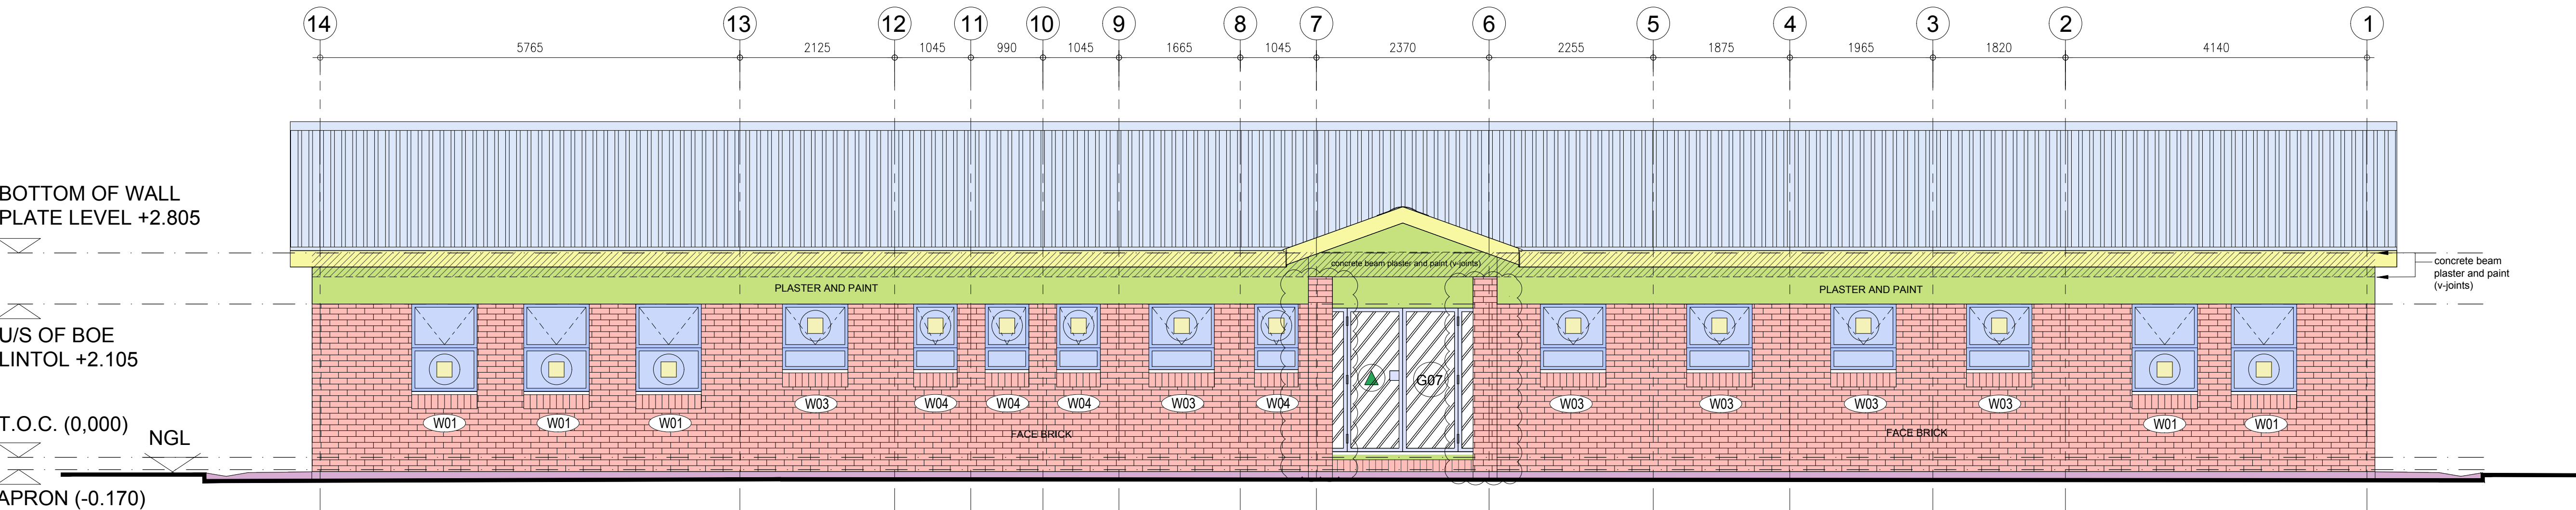 14 13 12 11 10 9 8 7 6 5 4 3 2 1
5765 2125 1045 990 1045 1665 1045 2370 2255 1875 1965 1820 4140
BOTTOM OF WALL
PLATE LEVEL +2.805
concrete beam plaster and paint (v-joints)
concrete beam
plaster and paint
(v-joints)
PLASTER AND PAINT
PLASTER AND PAINT
U/S OF BOE
LINTOL +2.105
G07
W03 W04 W04 W04 W03 W04 W03 W03 W03 W03
W01 W01 W01 W01 W01
T.O.C. (0,000)
NGL
FACE BRICK
FACE BRICK
APRON (-0.170)